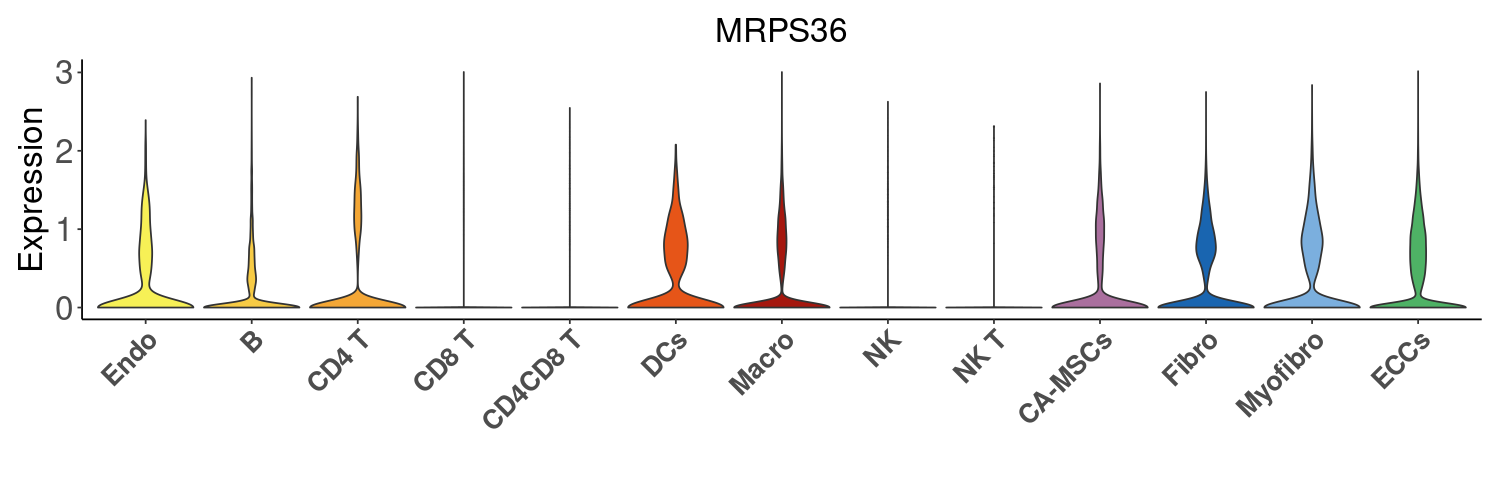 MRPS36
Expression
3
2
1
0
Endo
B
CD4 T
CD8 T
CD4CD8 T
DCs
Macro
NK
NK T
CA-MSCs
Fibro
Myofibro
ECCs